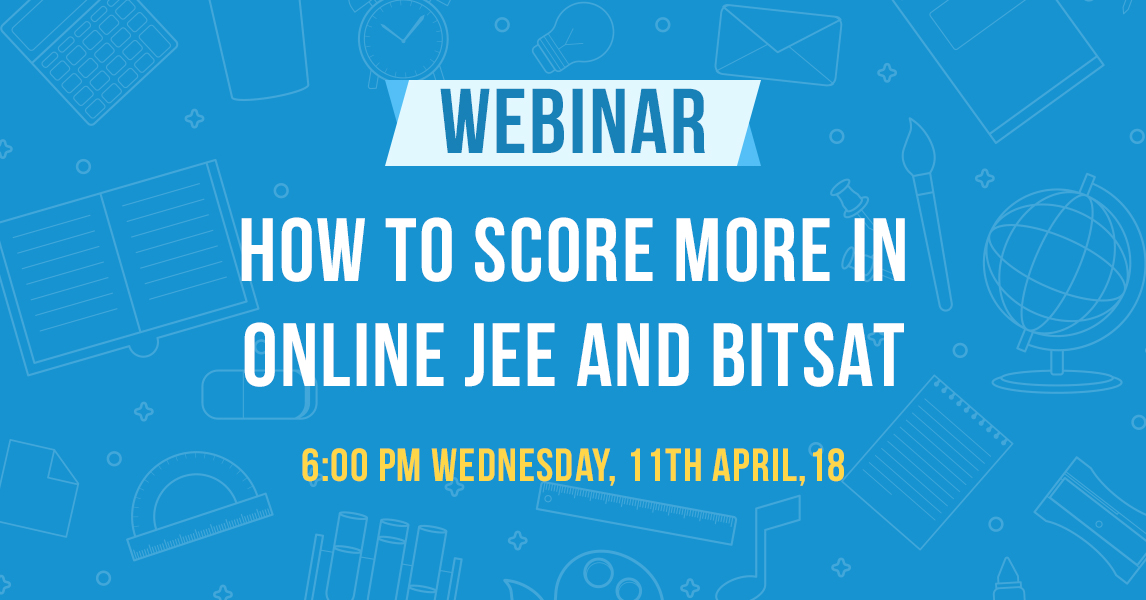 WEBINAR
HOW TO SCORE MORE IN
ONLINE JEE AND BITSAT
6:00 PM WEDNESDAY, 11TH APRIL,18